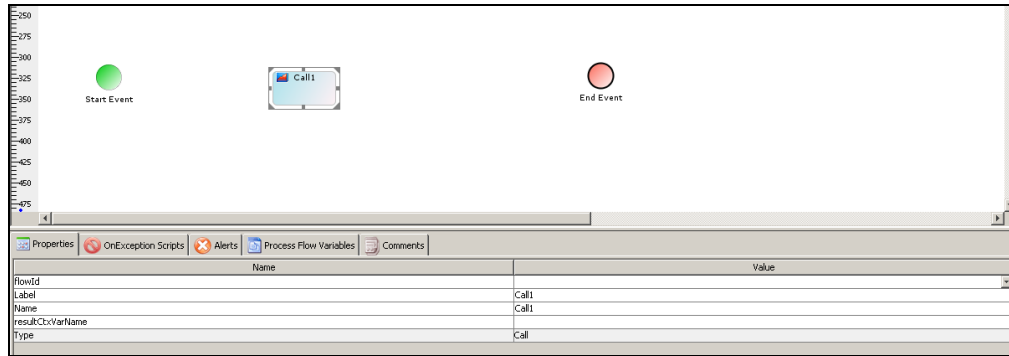 250
275
300
325
350
375
400
425
450
475
Call1
Start Event
End Event
Properties OnException Scripts Alerts Process Flow Variables Comments
Name Value
flowId
Label Call1
Name Call1
resultCtxVarName
Type Call